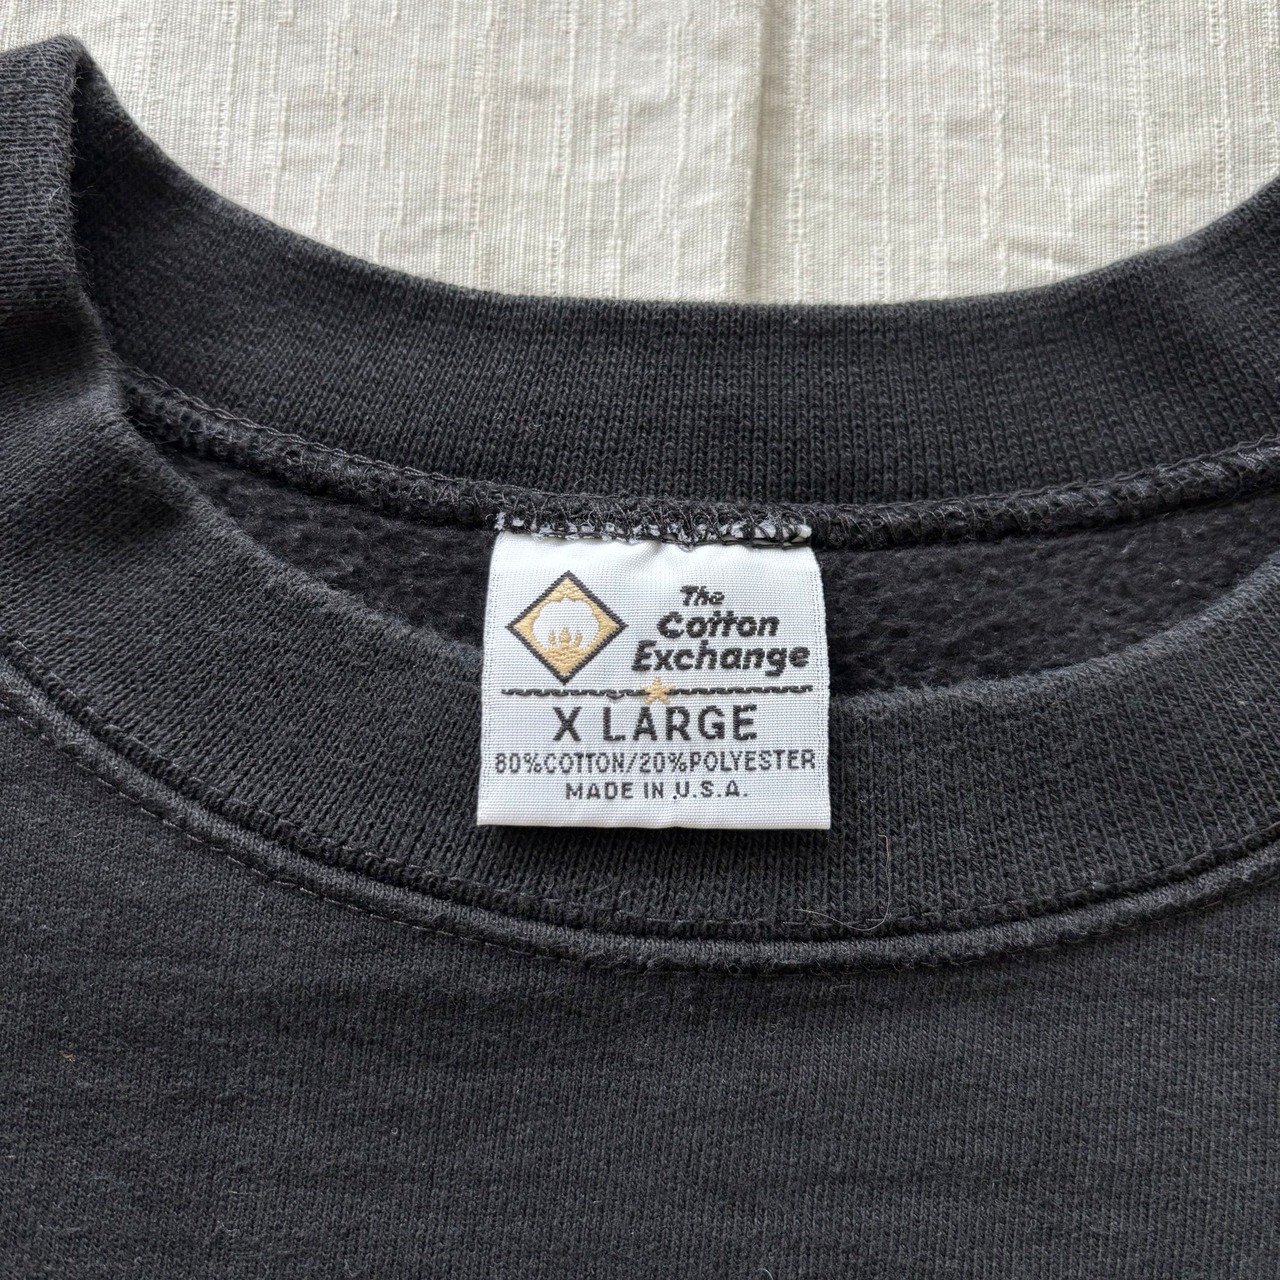 The
Cotton
Exchange
X LARGE
80%COTTON/20%POLYESTER
MADE IN U.S.A.